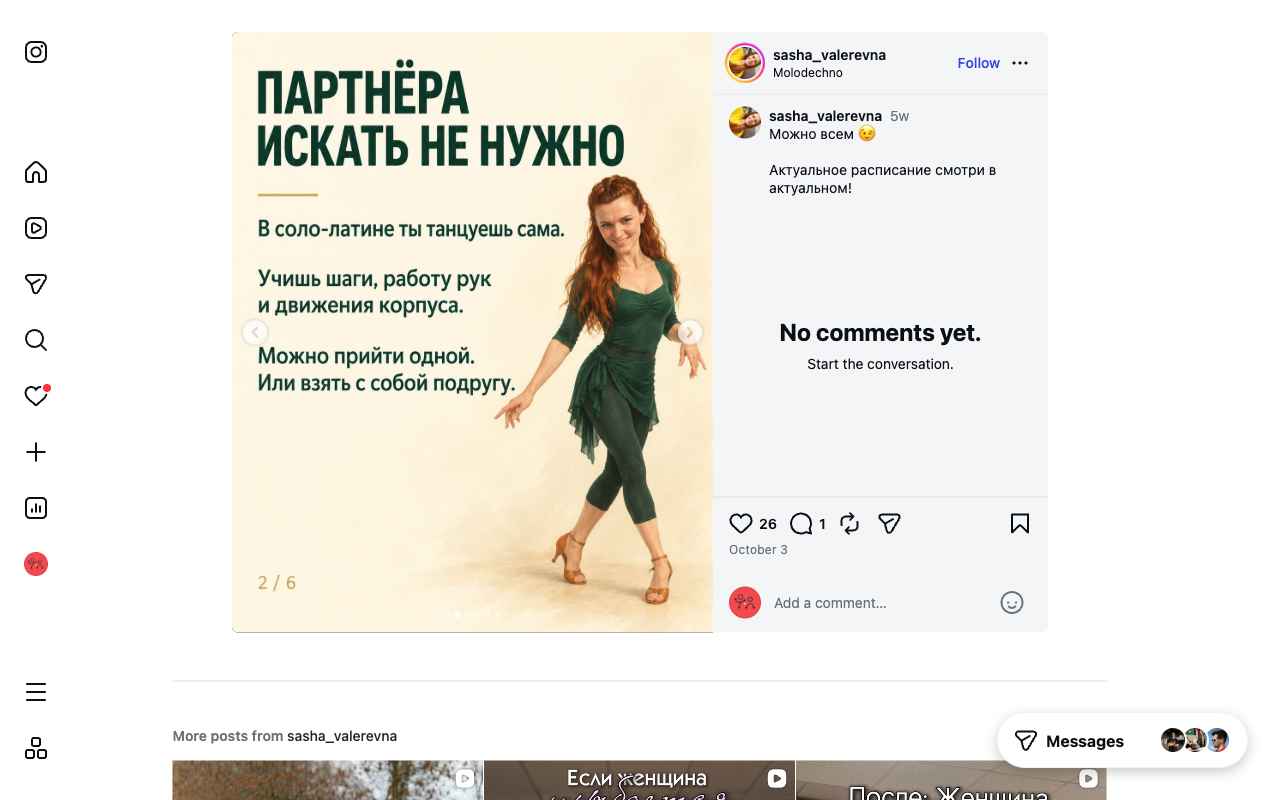 ПАРТНЁРА
ИСКАТЬ НЕ НУЖНО
В соло-латине ты танцуешь сама.
Учишь шаги, работу рук
и движения корпуса.
Можно прийти одной.
Или взять с собой подругу.
2 / 6
sasha_valerevna
Molodechno
Follow
sasha_valerevna 5w
Можно всем 😉
Актуальное расписание смотри в
актуальном!
No comments yet.
Start the conversation.
26 1
October 3
Add a comment...
More posts from sasha_valerevna
Messages
Если женщина
После: Женщина